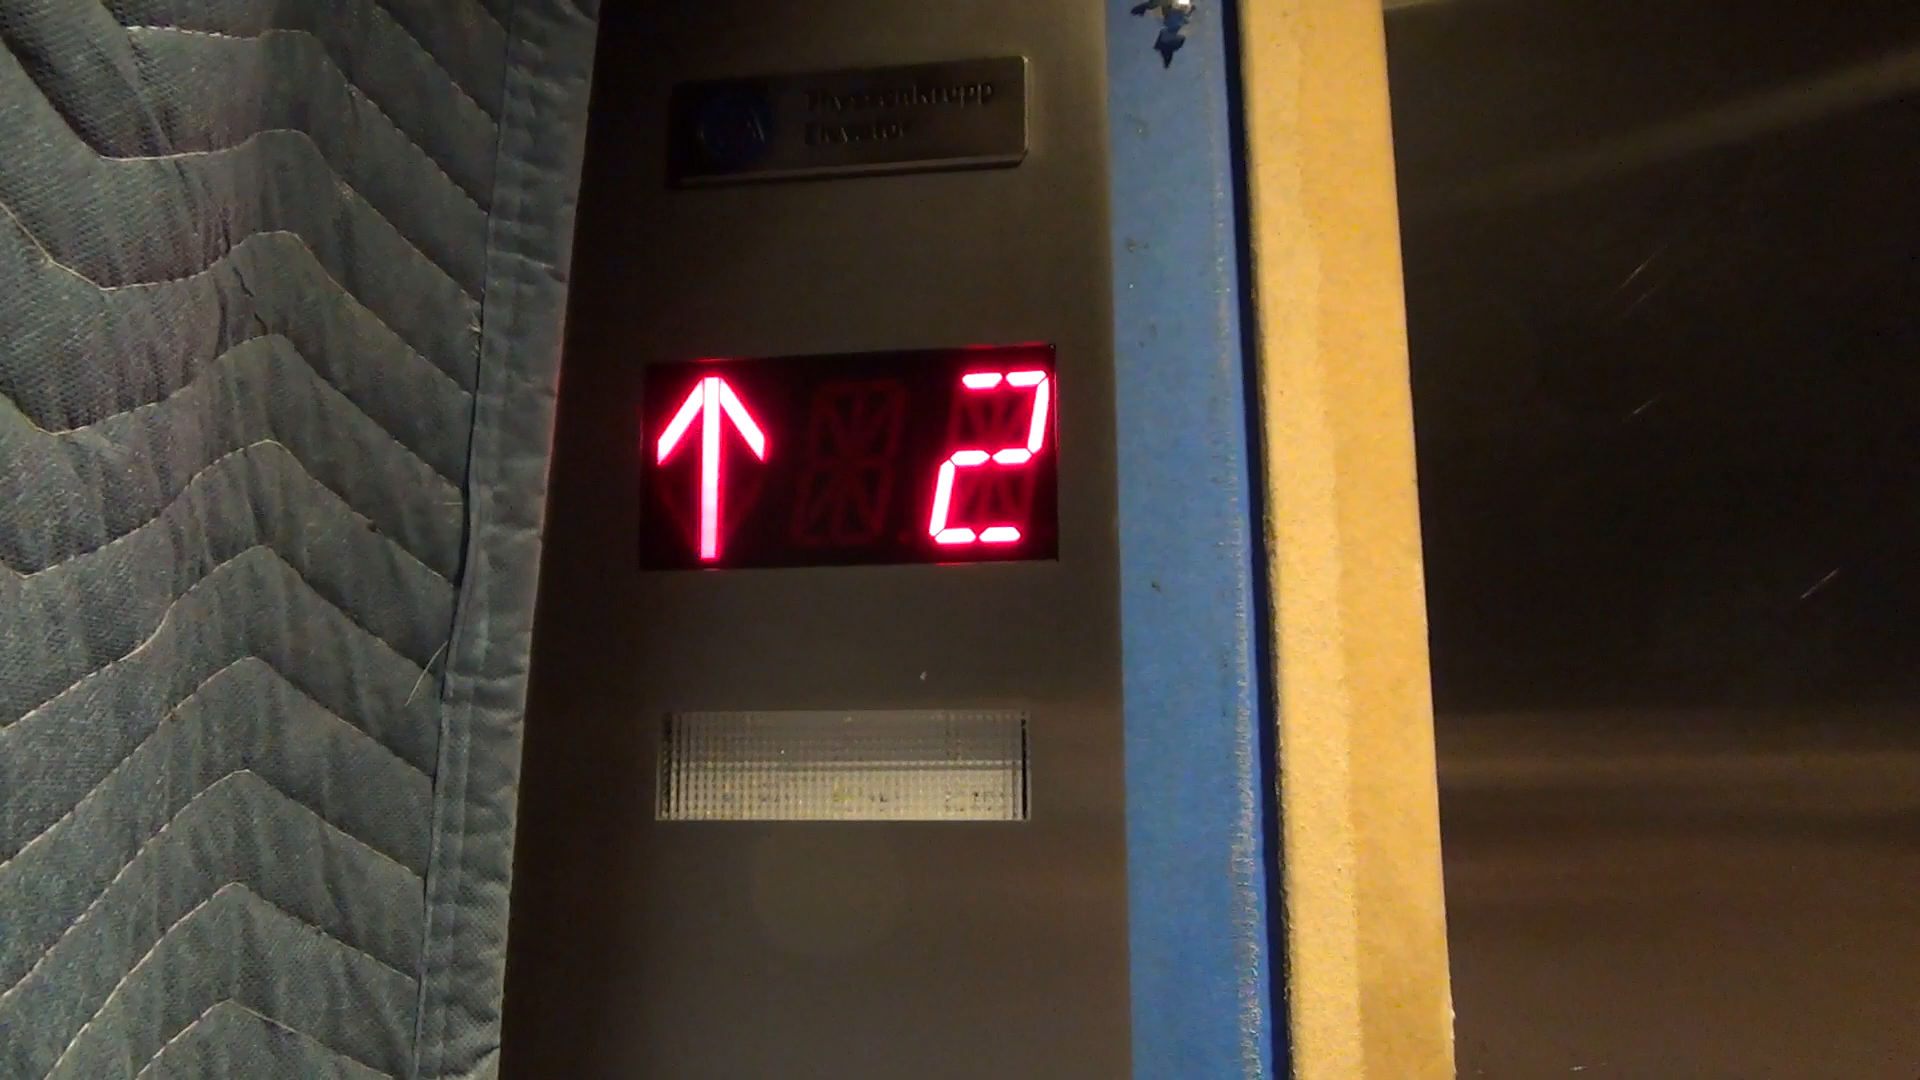 ThyssenKrupp
Elevator
↑ 2